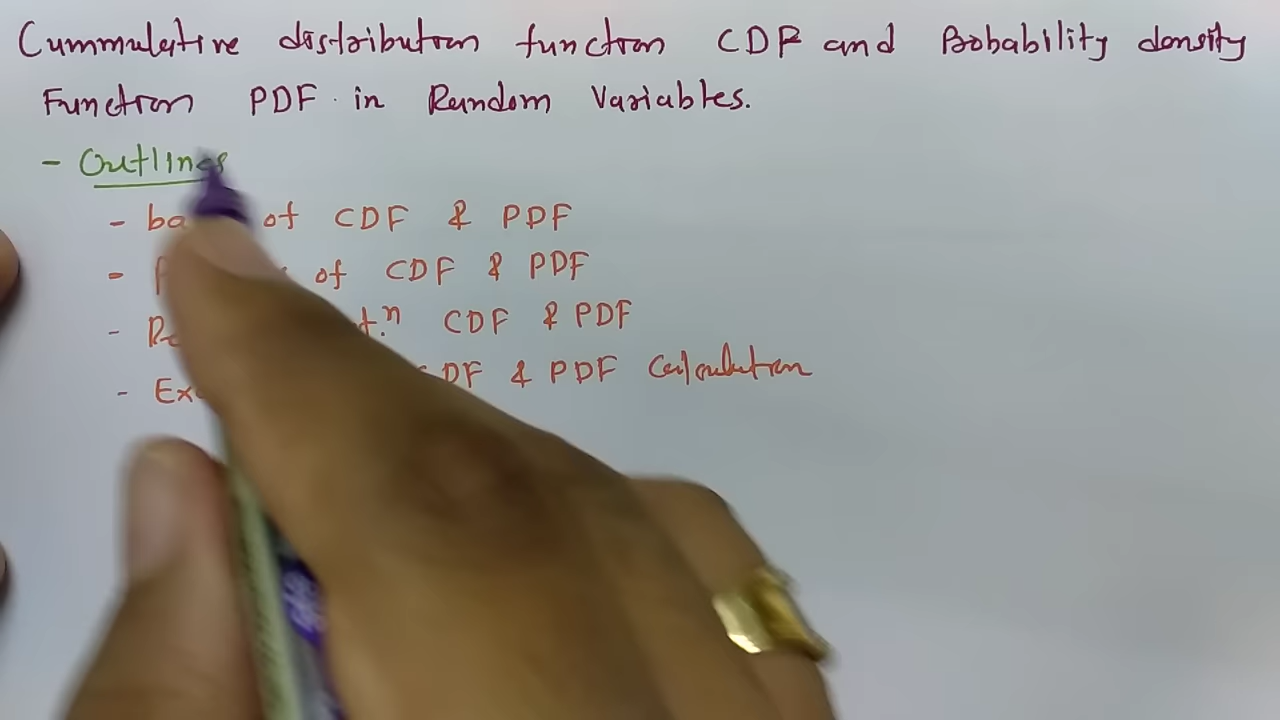 Cummulative distribution function CDF and Probability density
Function PDF in Random Variables.
- Outlines
- of CDF & PDF
- of CDF & PDF
- CDF & PDF
- CDF & PDF Calculation